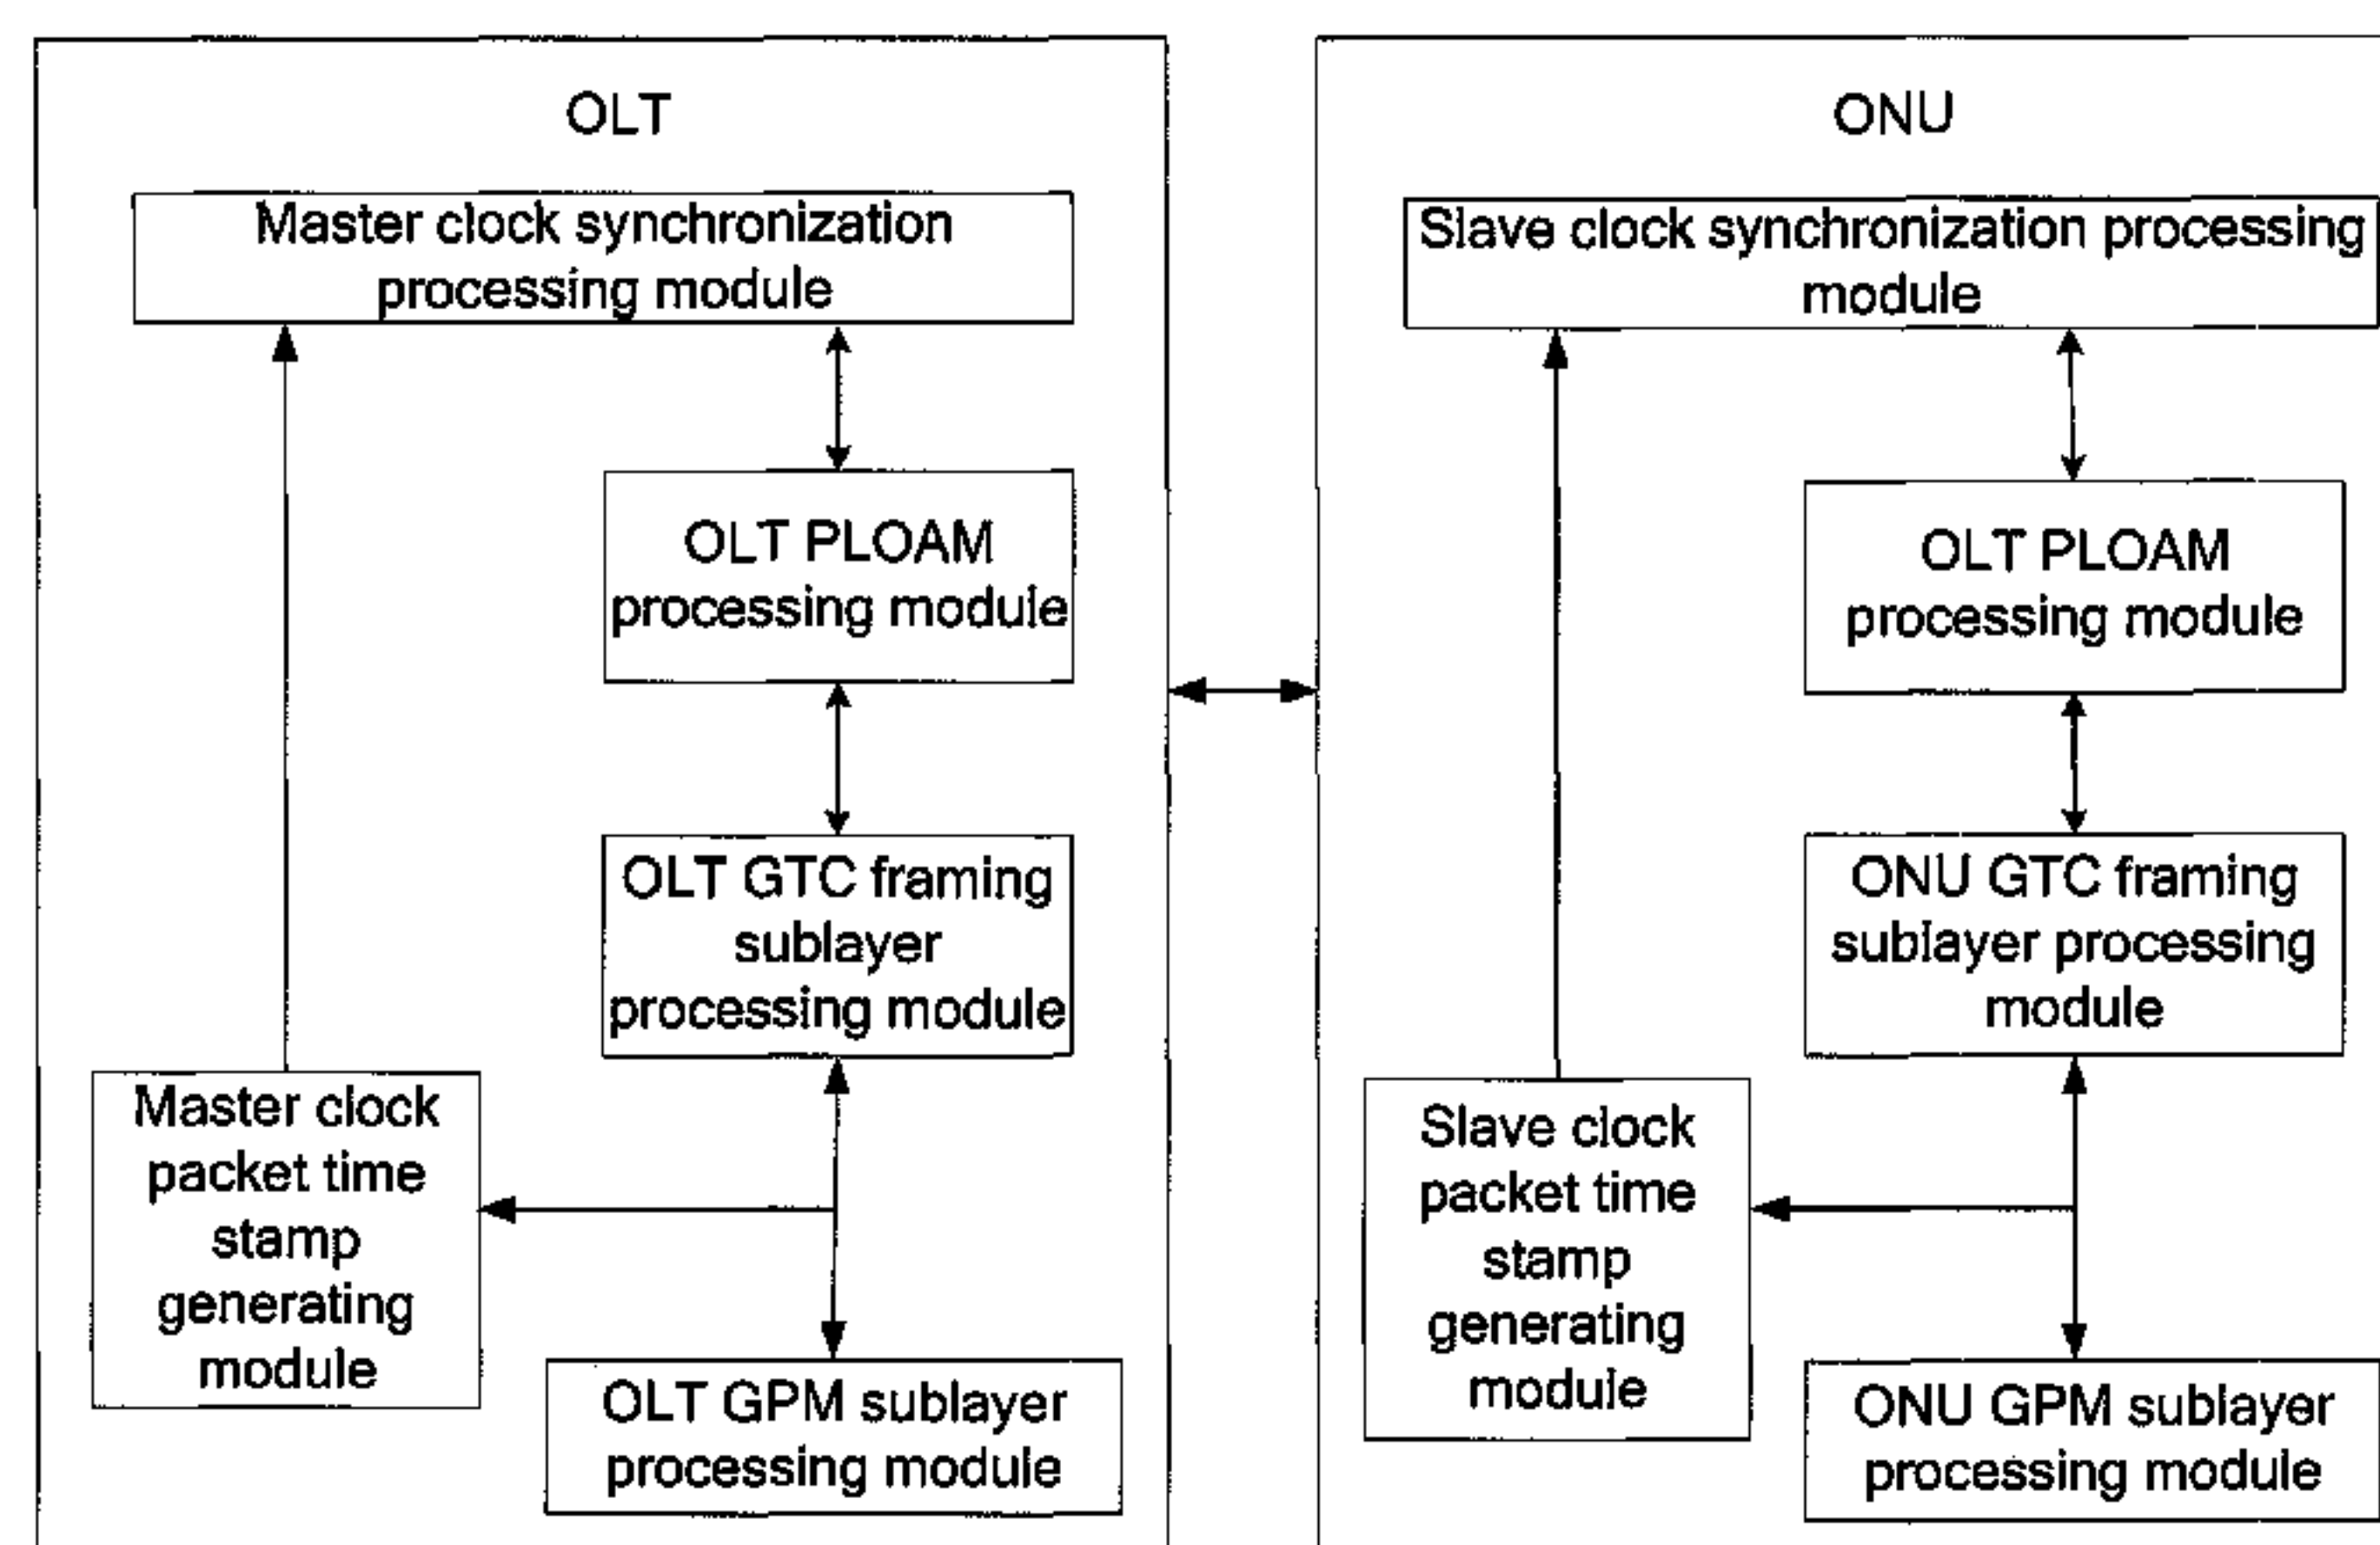 OLT
Master clock synchronization
processing module
OLT PLOAM
processing module
OLT GTC framing
sublayer
processing module
Master clock
packet time
stamp
generating
module
OLT GPM sublayer
processing module
ONU
Slave clock synchronization processing
module
OLT PLOAM
processing module
ONU GTC framing
sublayer processing
module
Slave clock
packet time
stamp
generating
module
ONU GPM sublayer
processing module